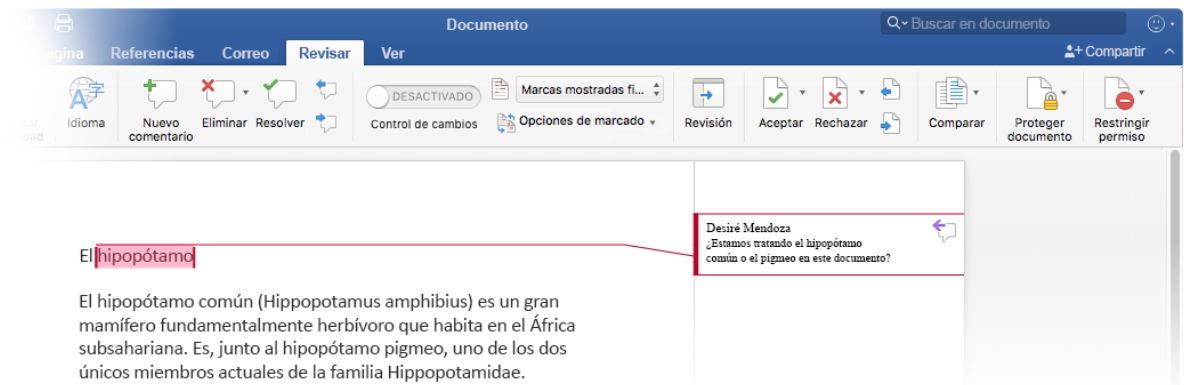 Documento
Buscar en documento
Referencias Correo Revisar Ver
Compartir
Idioma
Nuevo comentario
Eliminar
Resolver
DESACTIVADO
Control de cambios
Marcas mostradas fi...
Opciones de marcado
Revisión
Aceptar
Rechazar
Comparar
Proteger documento
Restringir permiso
Desiré Mendoza
¿Estamos tratando el hipopótamo
común o el pigmeo en este documento?
El hipopótamo
El hipopótamo común (Hippopotamus amphibius) es un gran
mamífero fundamentalmente herbívoro que habita en el África
subsahariana. Es, junto al hipopótamo pigmeo, uno de los dos
únicos miembros actuales de la familia Hippopotamidae.